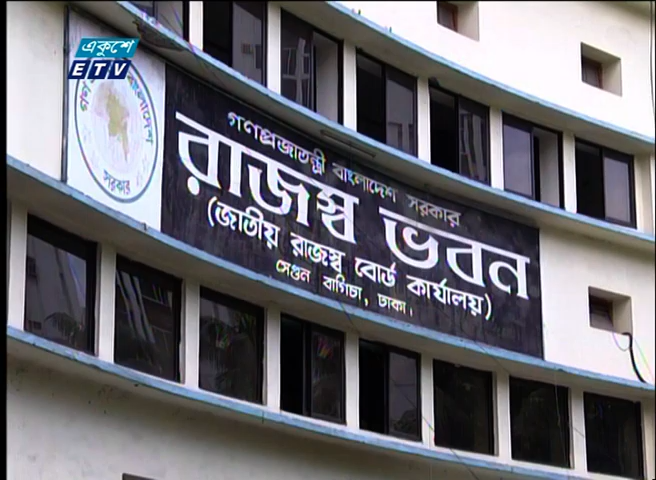 একুশে
ETV
গণপ্রজাতন্ত্রী বাংলাদেশ সরকার
রাজস্ব ভবন
(জাতীয় রাজস্ব বোর্ড কার্যালয়)
সেগুন বাগিচা, ঢাকা।